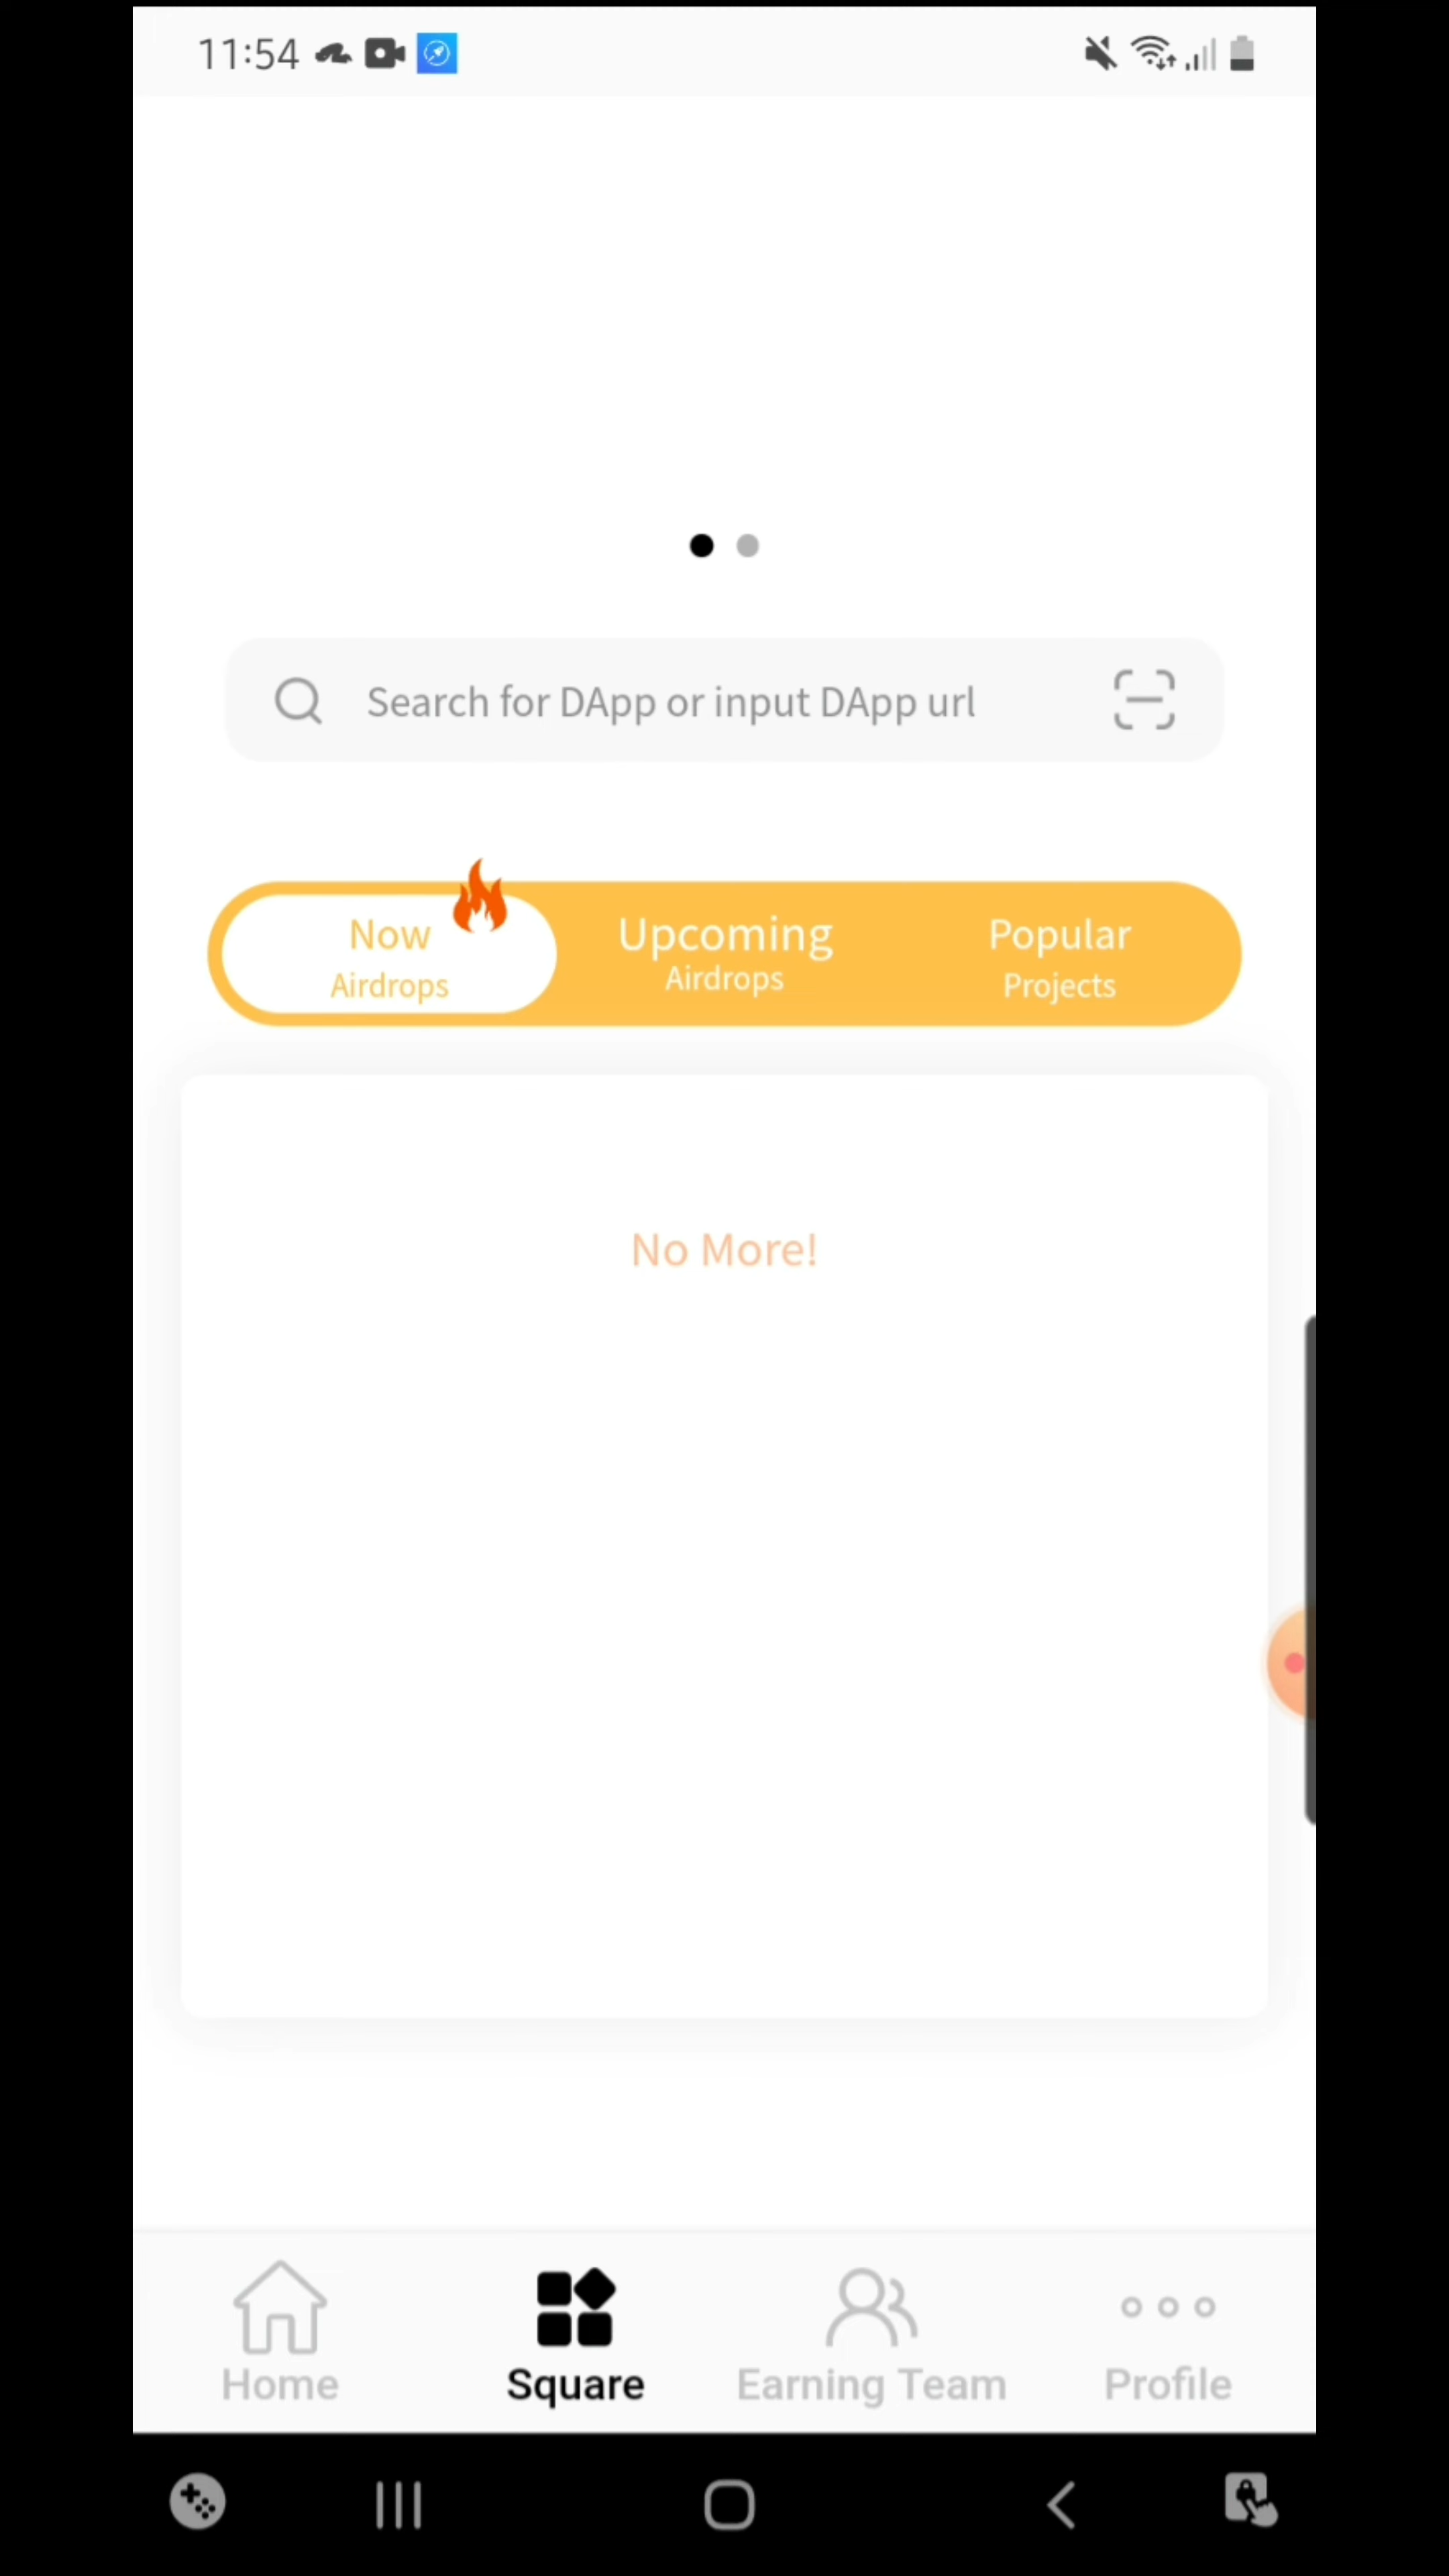 11:54
Search for DApp or input DApp url
Now Upcoming Popular
Airdrops Airdrops Projects
No More!
Home Square Earning Team Profile